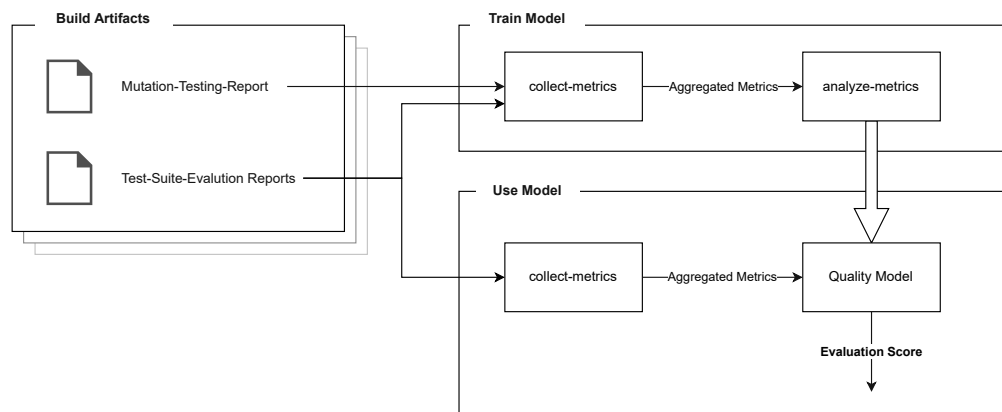 Build Artifacts
Mutation-Testing-Report
Test-Suite-Evalution Reports
Train Model
collect-metrics
Aggregated Metrics
analyze-metrics
Use Model
collect-metrics
Aggregated Metrics
Quality Model
Evaluation Score